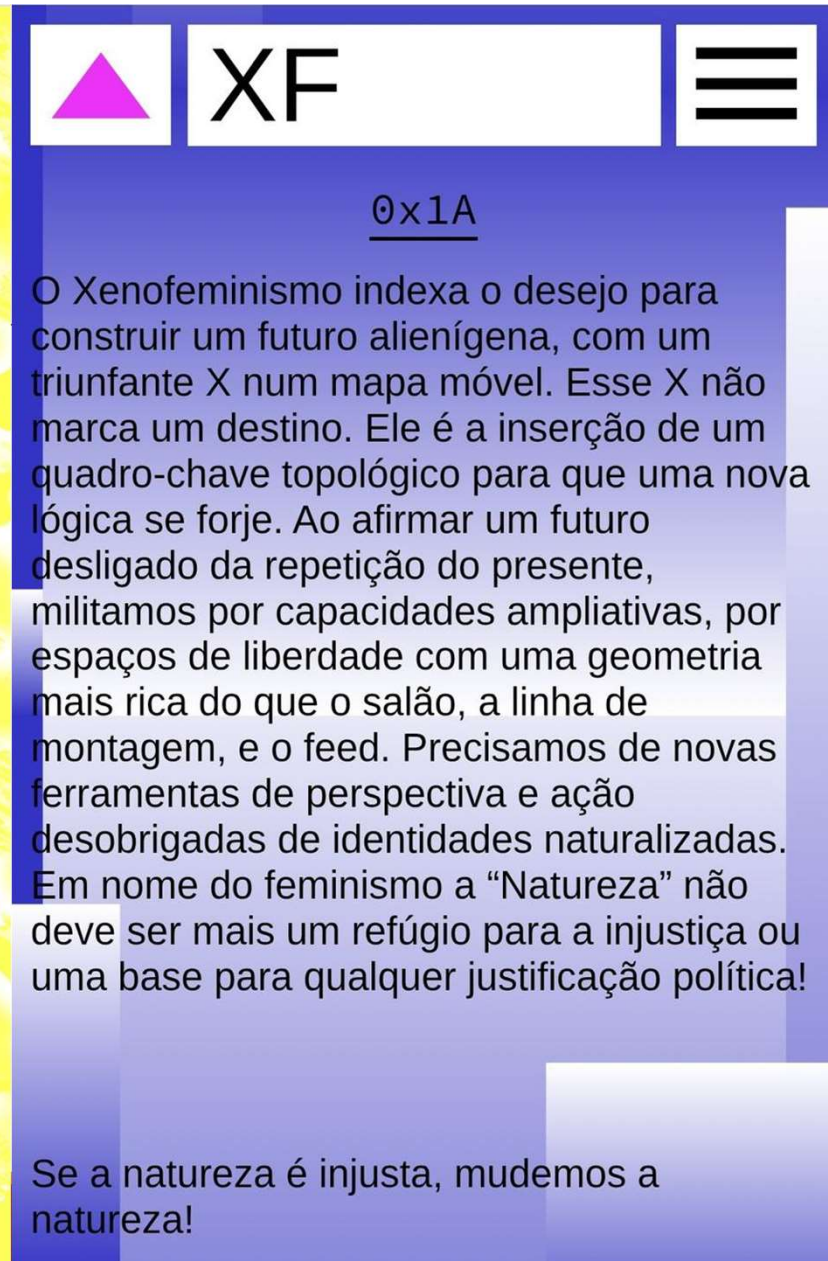 XF
0x1A
O Xenofeminismo indexa o desejo para
construir um futuro alienígena, com um
triunfante X num mapa móvel. Esse X não
marca um destino. Ele é a inserção de um
quadro-chave topológico para que uma nova
lógica se forje. Ao afirmar um futuro
desligado da repetição do presente,
militamos por capacidades ampliativas, por
espaços de liberdade com uma geometria
mais rica do que o salão, a linha de
montagem, e o feed. Precisamos de novas
ferramentas de perspectiva e ação
desobrigadas de identidades naturalizadas.
Em nome do feminismo a “Natureza” não
deve ser mais um refúgio para a injustiça ou
uma base para qualquer justificação política!
Se a natureza é injusta, mudemos a
natureza!